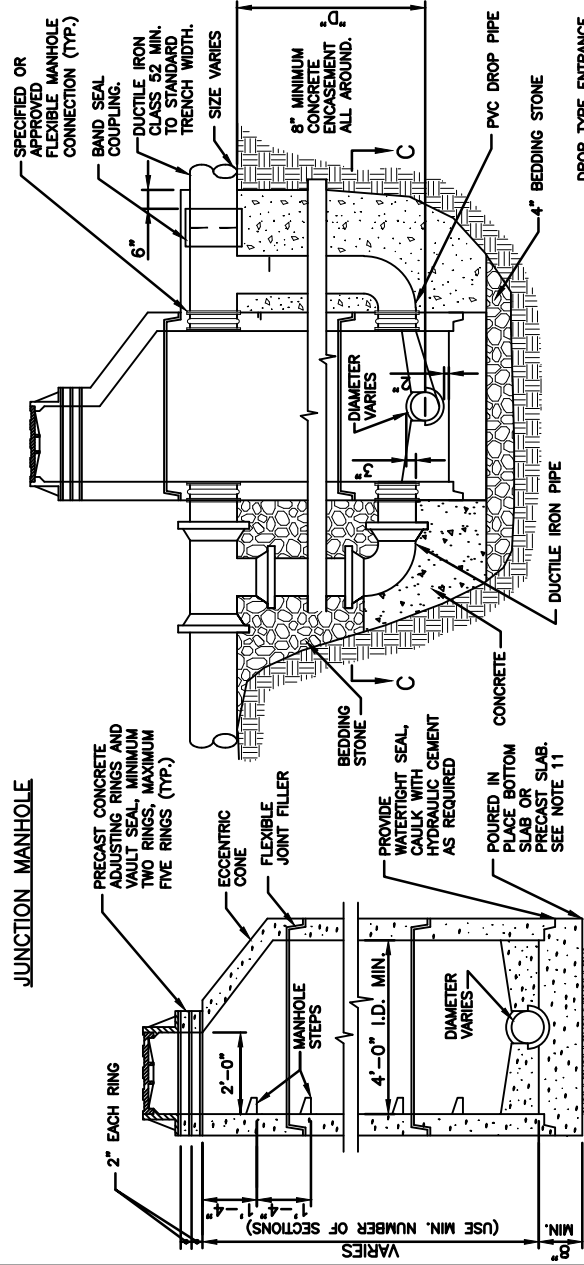 JUNCTION MANHOLE
2" EACH RING
PRECAST CONCRETE
ADJUSTING RINGS AND
VAULT SEAL, MINIMUM
TWO RINGS, MAXIMUM
FIVE RINGS (TYP.)
ECCENTRIC
CONE
FLEXIBLE
JOINT FILLER
2'-0"
MANHOLE
STEPS
1'-4"
1'-4"
4'-0" I.D. MIN.
VARIES
(USE MIN. NUMBER OF SECTIONS)
DIAMETER
VARIES
8"
MIN.
PROVIDE
WATERTIGHT SEAL,
CAULK WITH
HYDRAULIC CEMENT
AS REQUIRED
POURED IN
PLACE BOTTOM
SLAB OR
PRECAST SLAB.
SEE NOTE 11
SPECIFIED OR
APPROVED
FLEXIBLE MANHOLE
CONNECTION (TYP.)
BAND SEAL
COUPLING.
DUCTILE IRON
CLASS 52 MIN.
TO STANDARD
TRENCH WIDTH.
SIZE VARIES
6"
"D"
8" MINIMUM
CONCRETE
ENCASEMENT
ALL AROUND.
C
C
DIAMETER
VARIES
2"
3"
PVC DROP PIPE
4" BEDDING STONE
BEDDING
STONE
CONCRETE
DUCTILE IRON PIPE
DROP TYPE ENTRANCE